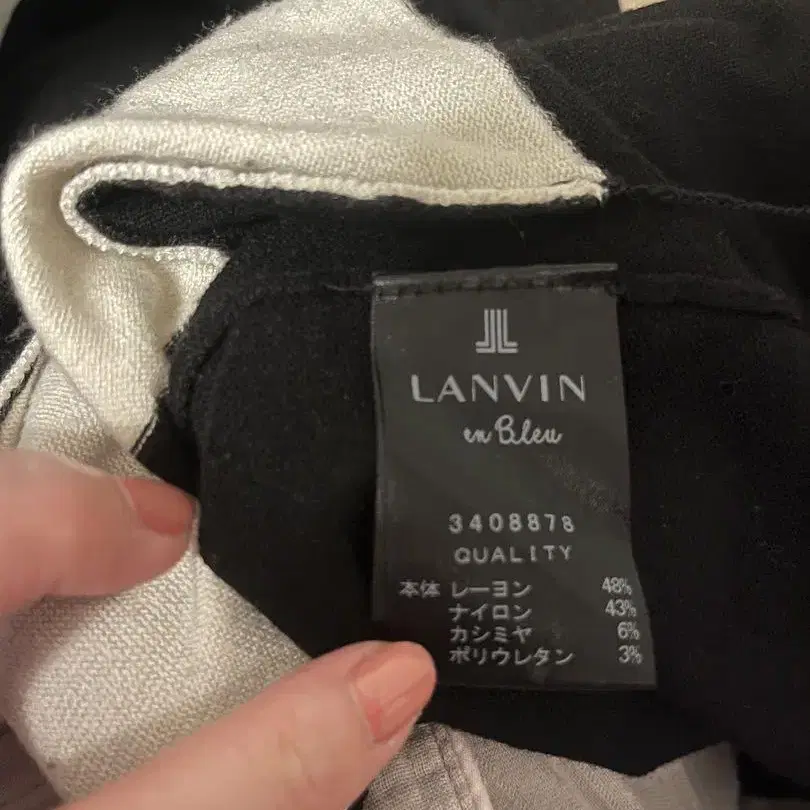 LANVIN
en Bleu
3408878
QUALITY
本体 レーヨン 48%
ナイロン 43%
カシミヤ 6%
ポリウレタン 3%